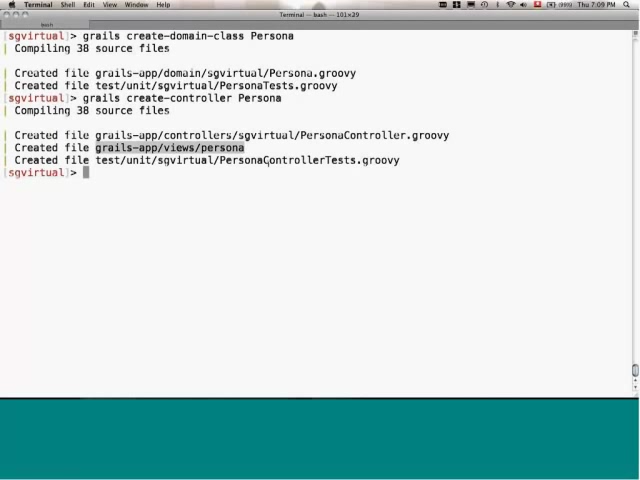 Terminal Shell Edit View Window Help (99%) Thu 7:09 PM
Terminal — bash — 101×29
bash
[sgvirtual]> grails create-domain-class Persona
| Compiling 38 source files
| Created file grails-app/domain/sgvirtual/Persona.groovy
| Created file test/unit/sgvirtual/PersonaTests.groovy
[sgvirtual]> grails create-controller Persona
| Compiling 38 source files
| Created file grails-app/controllers/sgvirtual/PersonaController.groovy
| Created file grails-app/views/persona
| Created file test/unit/sgvirtual/PersonaControllerTests.groovy
[sgvirtual]>